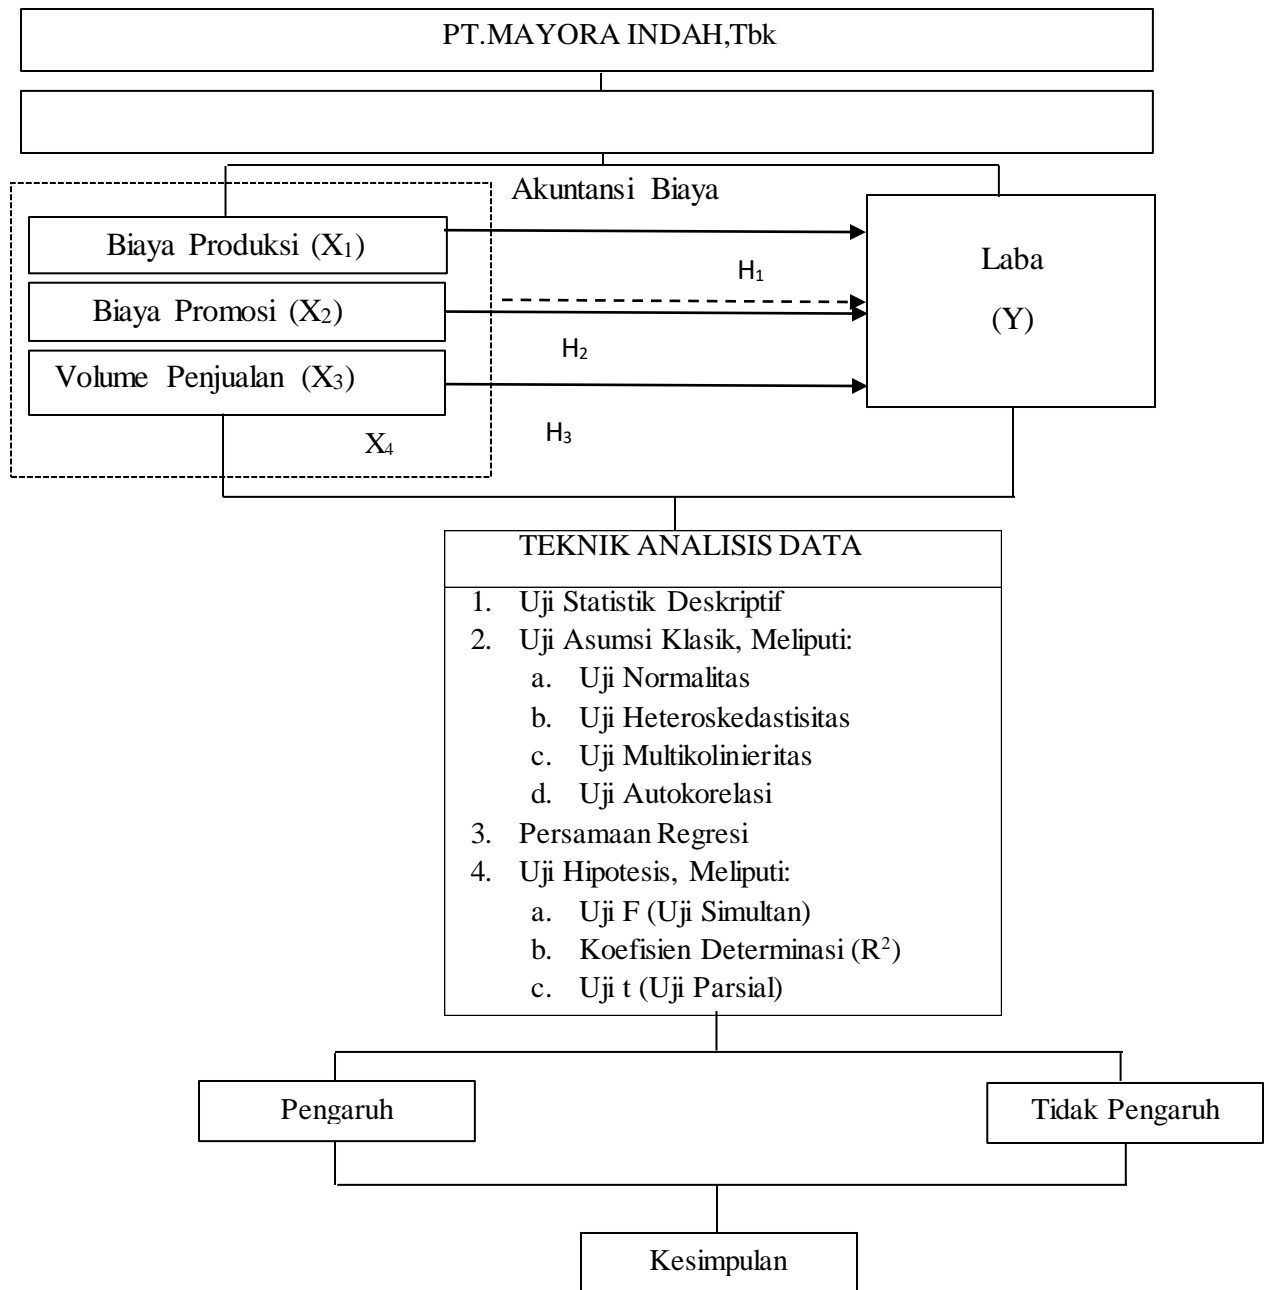 PT.MAYORA INDAH,Tbk
Akuntansi Biaya
Biaya Produksi (X₁)
Biaya Promosi (X₂)
Volume Penjualan (X₃)
X₄
H₁
H₂
H₃
Laba
(Y)
TEKNIK ANALISIS DATA
1. Uji Statistik Deskriptif
2. Uji Asumsi Klasik, Meliputi:
a. Uji Normalitas
b. Uji Heteroskedastisitas
c. Uji Multikolinieritas
d. Uji Autokorelasi
3. Persamaan Regresi
4. Uji Hipotesis, Meliputi:
a. Uji F (Uji Simultan)
b. Koefisien Determinasi (R²)
c. Uji t (Uji Parsial)
Pengaruh
Tidak Pengaruh
Kesimpulan